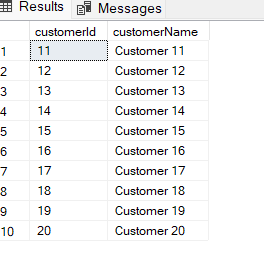 Results Messages
customerId customerName
1 11 Customer 11
2 12 Customer 12
3 13 Customer 13
4 14 Customer 14
5 15 Customer 15
6 16 Customer 16
7 17 Customer 17
8 18 Customer 18
9 19 Customer 19
10 20 Customer 20